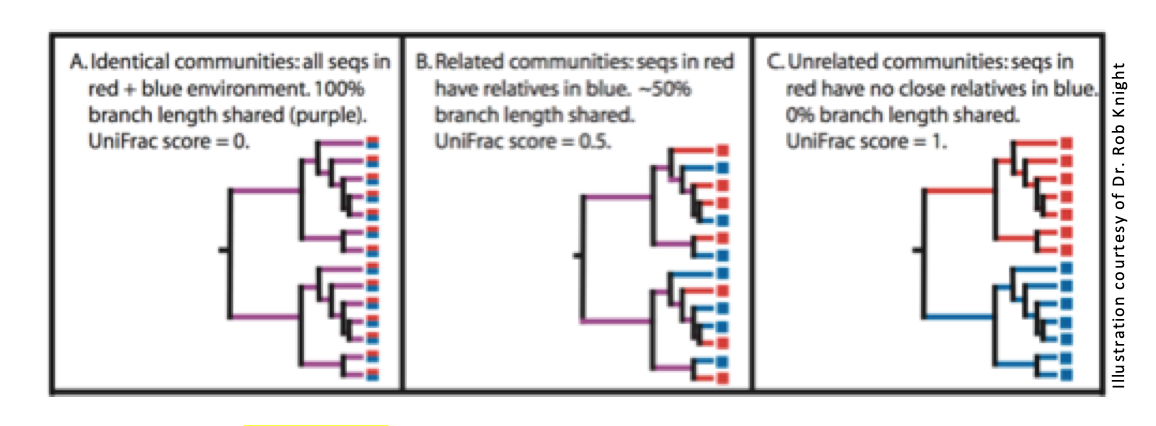 A. Identical communities: all seqs in
red + blue environment. 100%
branch length shared (purple).
UniFrac score = 0.
B. Related communities: seqs in red
have relatives in blue. ~50%
branch length shared.
UniFrac score = 0.5.
C. Unrelated communities: seqs in
red have no close relatives in blue.
0% branch length shared.
UniFrac score = 1.
Illustration courtesy of Dr. Rob Knight